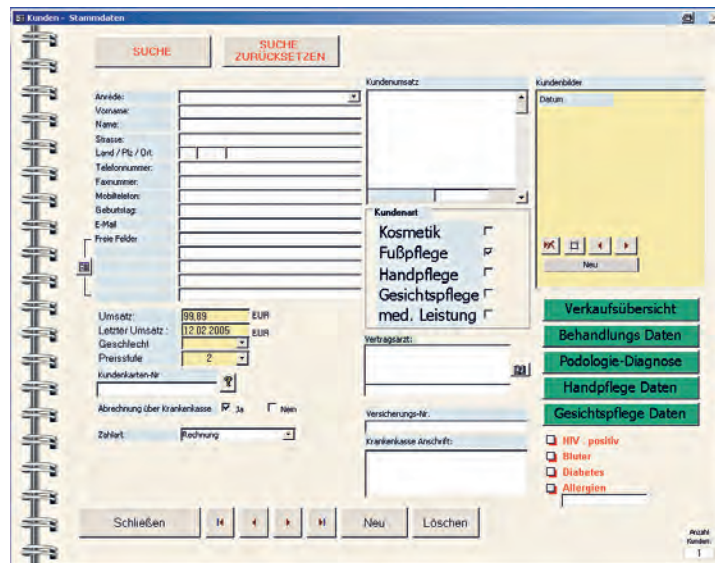 Kunden - Stammdaten
SUCHE
SUCHE ZURÜCKSETZEN
Anrede:
Vorname:
Name:
Strasse:
Land / Plz / Ort
Telefonnummer:
Faxnummer:
Mobiltelefon:
Geburtstag:
E-Mail
Freie Felder
Umsatz: 99,89 EUR
Letzter Umsatz : 12.02.2005 EUR
Geschlecht
Preisstufe 2
Kundenkarten-Nr
Abrechnung über Krankenkasse Ja Nein
Zahlart Rechnung
Kundenumsatz
Kundenart
Kosmetik
Fußpflege
Handpflege
Gesichtspflege
med. Leistung
Vertragsarzt:
Versicherungs-Nr.
Krankenkasse Anschrift:
Kundenbilder
Datum
Neu
Verkaufsübersicht
Behandlungs Daten
Podologie-Diagnose
Handpflege Daten
Gesichtspflege Daten
HIV - positiv
Bluter
Diabetes
Allergien
Schließen
Neu
Löschen
Anzahl
Kunden:
1